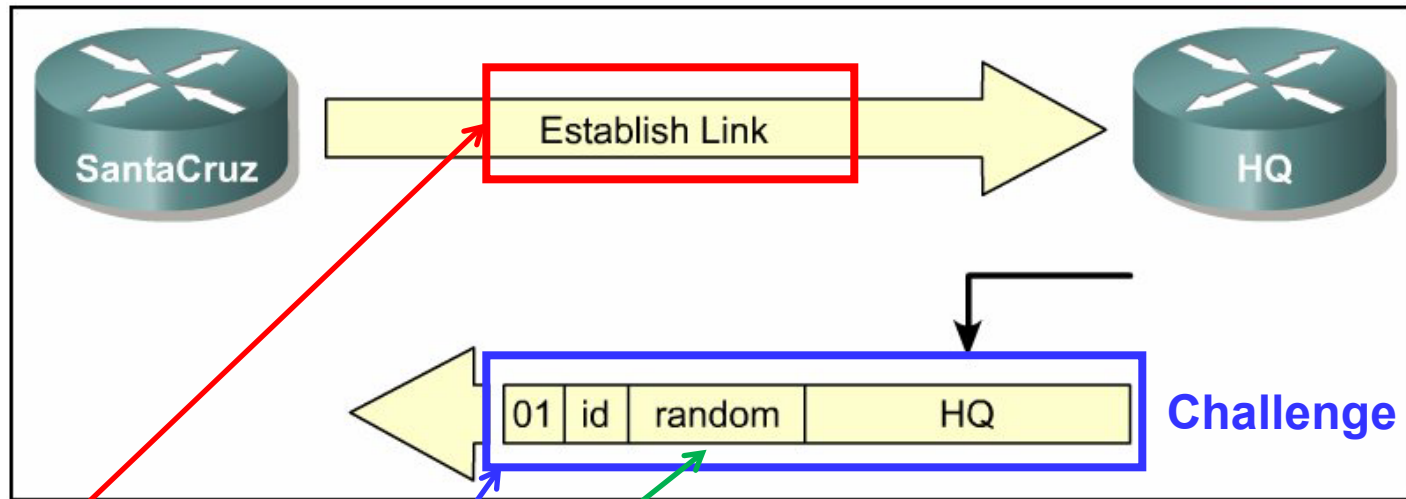 Establish Link
SantaCruz
HQ
01 id random HQ
Challenge